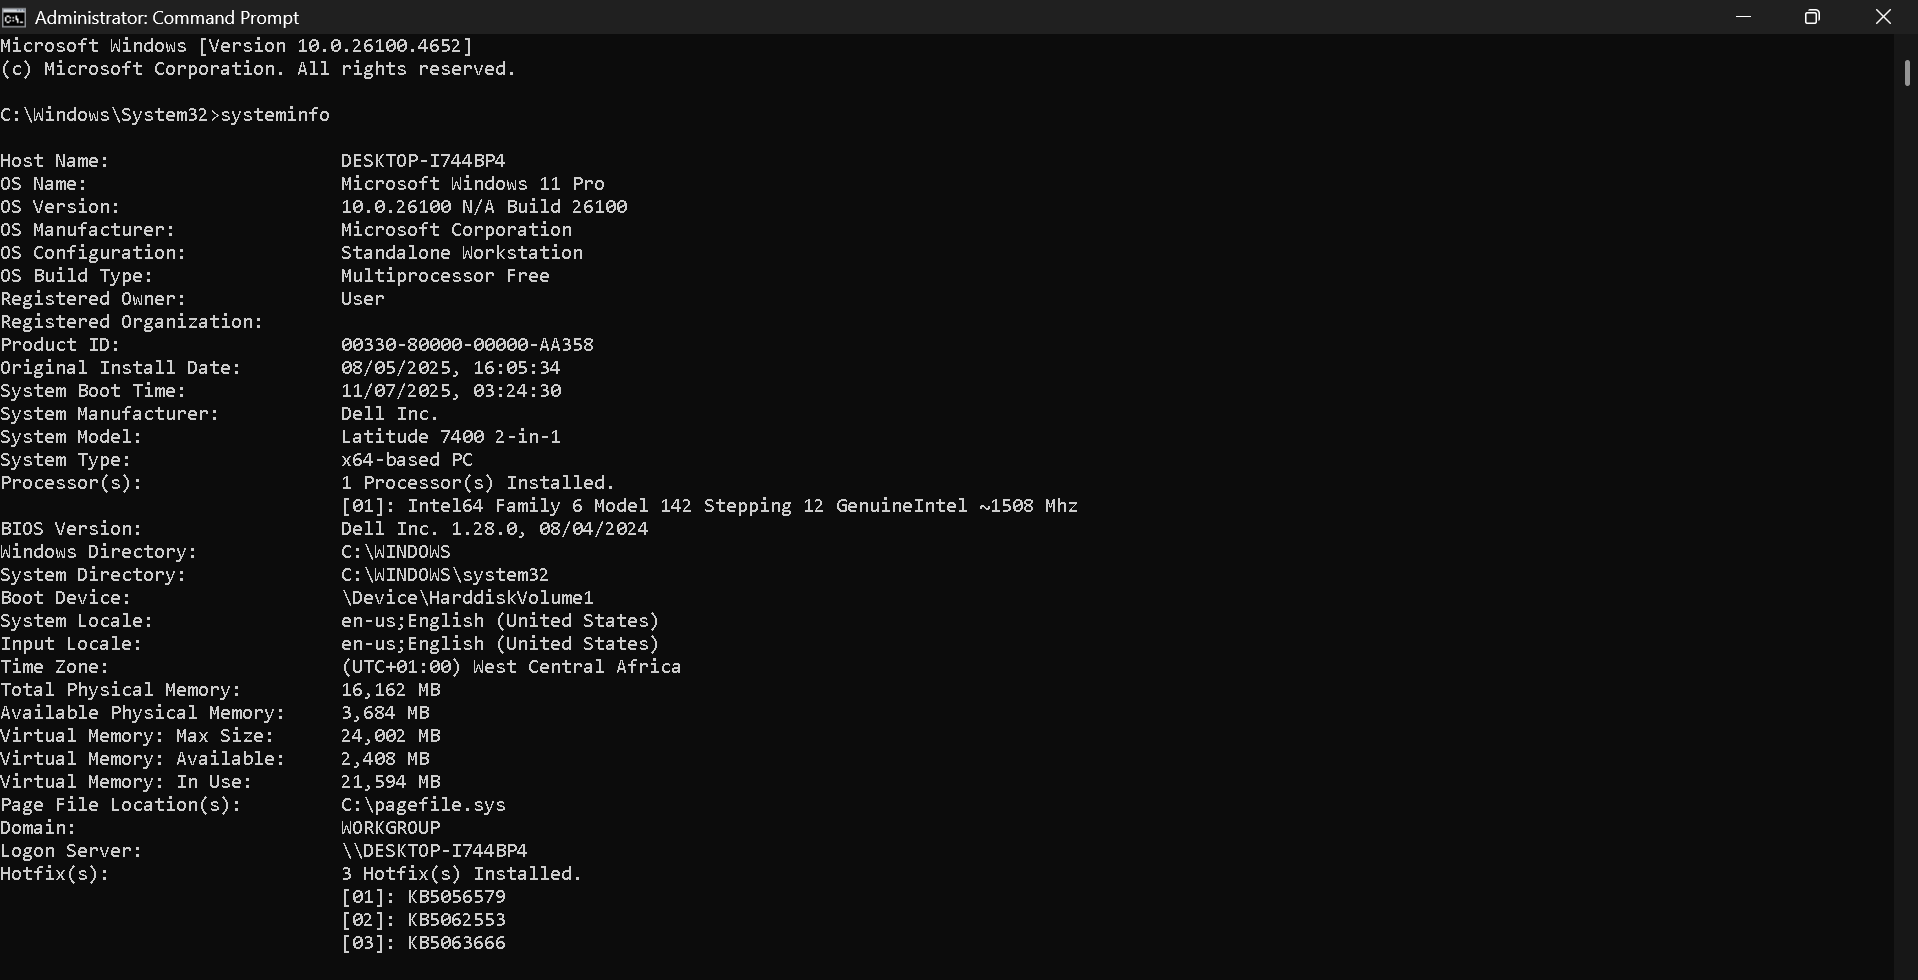 Administrator: Command Prompt
Microsoft Windows [Version 10.0.26100.4652]
(c) Microsoft Corporation. All rights reserved.
C:\Windows\System32>systeminfo
Host Name: DESKTOP-I744BP4
OS Name: Microsoft Windows 11 Pro
OS Version: 10.0.26100 N/A Build 26100
OS Manufacturer: Microsoft Corporation
OS Configuration: Standalone Workstation
OS Build Type: Multiprocessor Free
Registered Owner: User
Registered Organization:
Product ID: 00330-80000-00000-AA358
Original Install Date: 08/05/2025, 16:05:34
System Boot Time: 11/07/2025, 03:24:30
System Manufacturer: Dell Inc.
System Model: Latitude 7400 2-in-1
System Type: x64-based PC
Processor(s): 1 Processor(s) Installed.
[01]: Intel64 Family 6 Model 142 Stepping 12 GenuineIntel ~1508 Mhz
BIOS Version: Dell Inc. 1.28.0, 08/04/2024
Windows Directory: C:\WINDOWS
System Directory: C:\WINDOWS\system32
Boot Device: \Device\HarddiskVolume1
System Locale: en-us;English (United States)
Input Locale: en-us;English (United States)
Time Zone: (UTC+01:00) West Central Africa
Total Physical Memory: 16,162 MB
Available Physical Memory: 3,684 MB
Virtual Memory: Max Size: 24,002 MB
Virtual Memory: Available: 2,408 MB
Virtual Memory: In Use: 21,594 MB
Page File Location(s): C:\pagefile.sys
Domain: WORKGROUP
Logon Server: \\DESKTOP-I744BP4
Hotfix(s): 3 Hotfix(s) Installed.
[01]: KB5056579
[02]: KB5062553
[03]: KB5063666